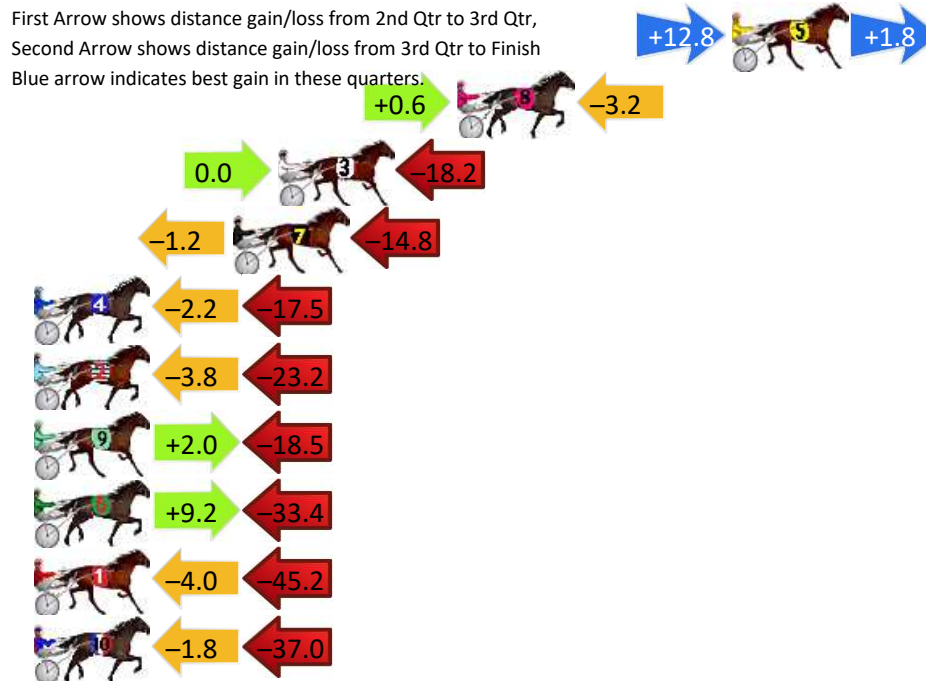 First Arrow shows distance gain/loss from 2nd Qtr to 3rd Qtr,
Second Arrow shows distance gain/loss from 3rd Qtr to Finish
Blue arrow indicates best gain in these quarters.
+12.8 5 +1.8
+0.6 8 –3.2
0.0 3 –18.2
–1.2 7 –14.8
4 –2.2 –17.5
2 –3.8 –23.2
9 +2.0 –18.5
6 +9.2 –33.4
1 –4.0 –45.2
10 –1.8 –37.0